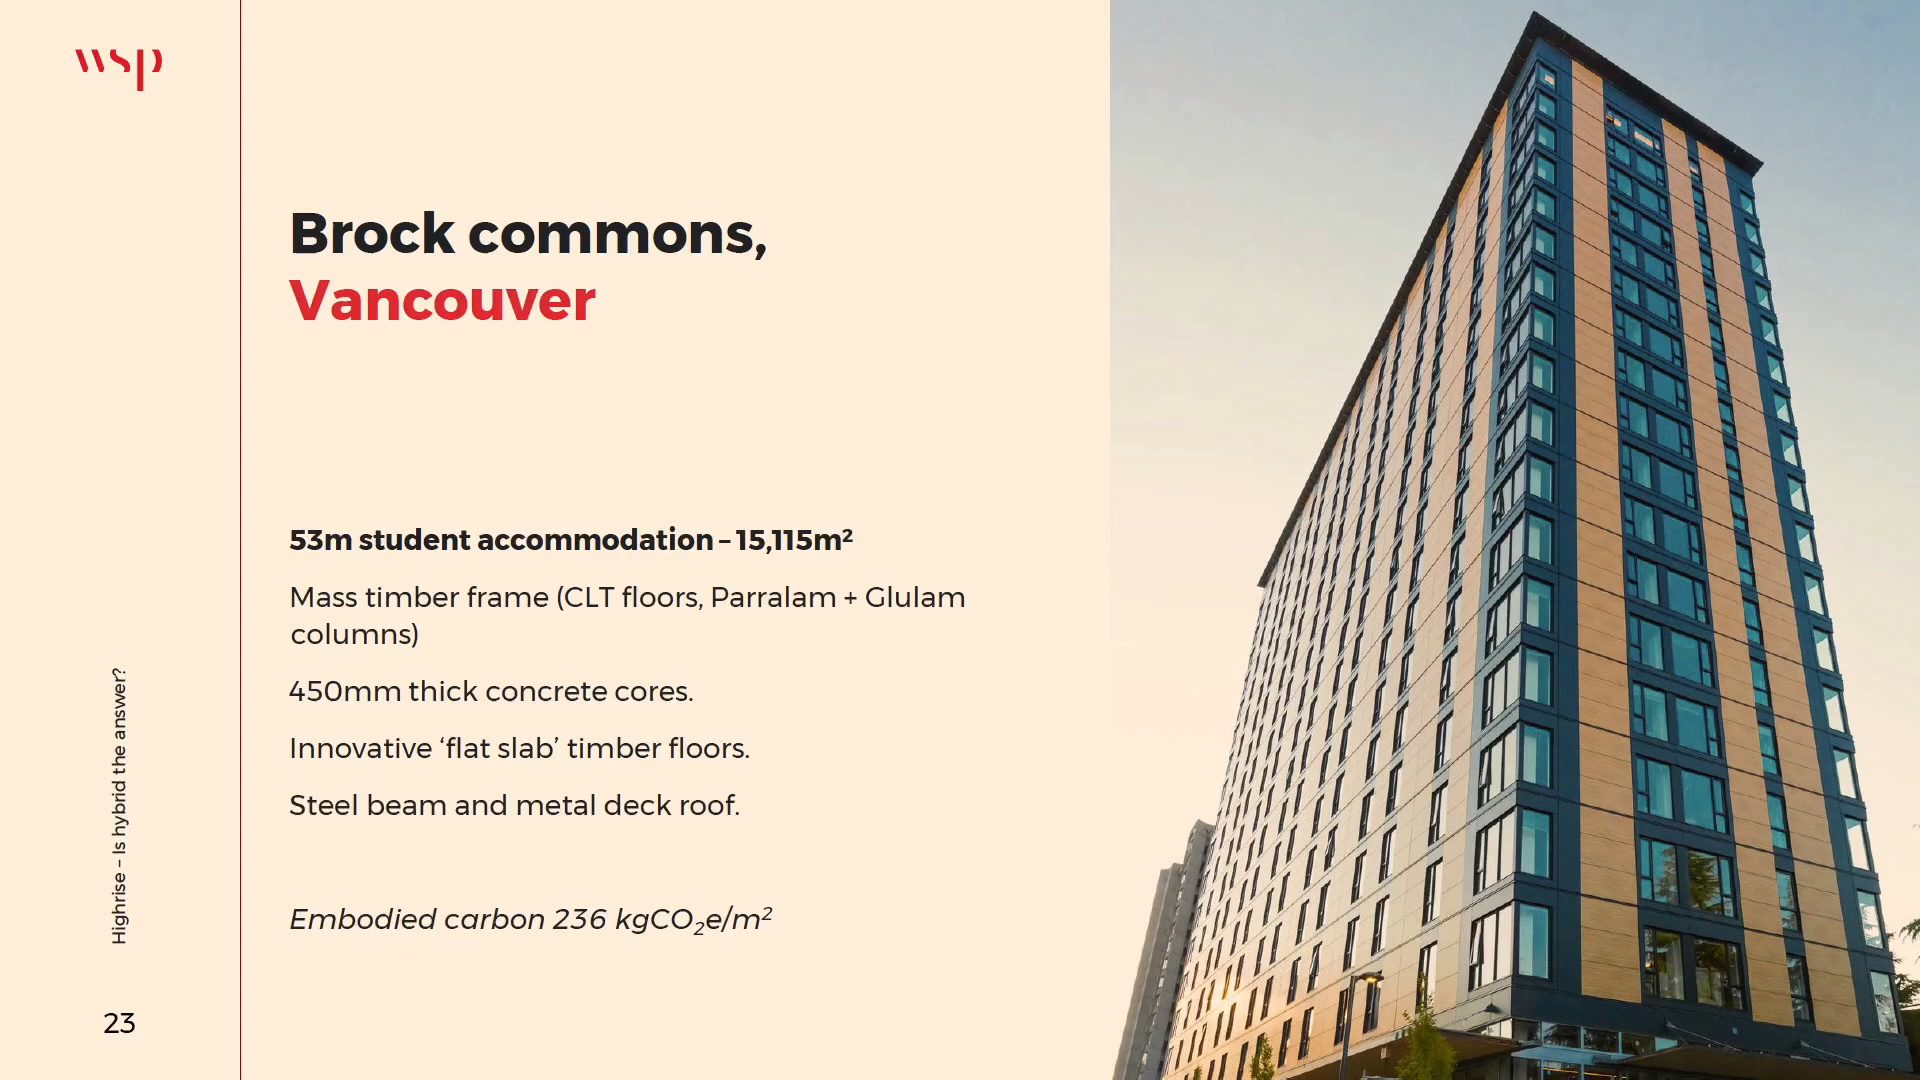 wsp
Brock commons,
Vancouver
53m student accommodation – 15,115m²
Mass timber frame (CLT floors, Parralam + Glulam
columns)
450mm thick concrete cores.
Innovative ‘flat slab’ timber floors.
Steel beam and metal deck roof.
Embodied carbon 236 kgCO₂e/m²
Highrise – Is hybrid the answer?
23